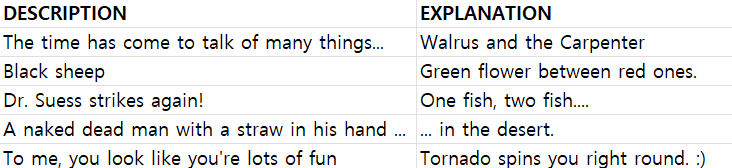 DESCRIPTION EXPLANATION
The time has come to talk of many things... Walrus and the Carpenter
Black sheep Green flower between red ones.
Dr. Suess strikes again! One fish, two fish....
A naked dead man with a straw in his hand ... ... in the desert.
To me, you look like you're lots of fun Tornado spins you right round. :)